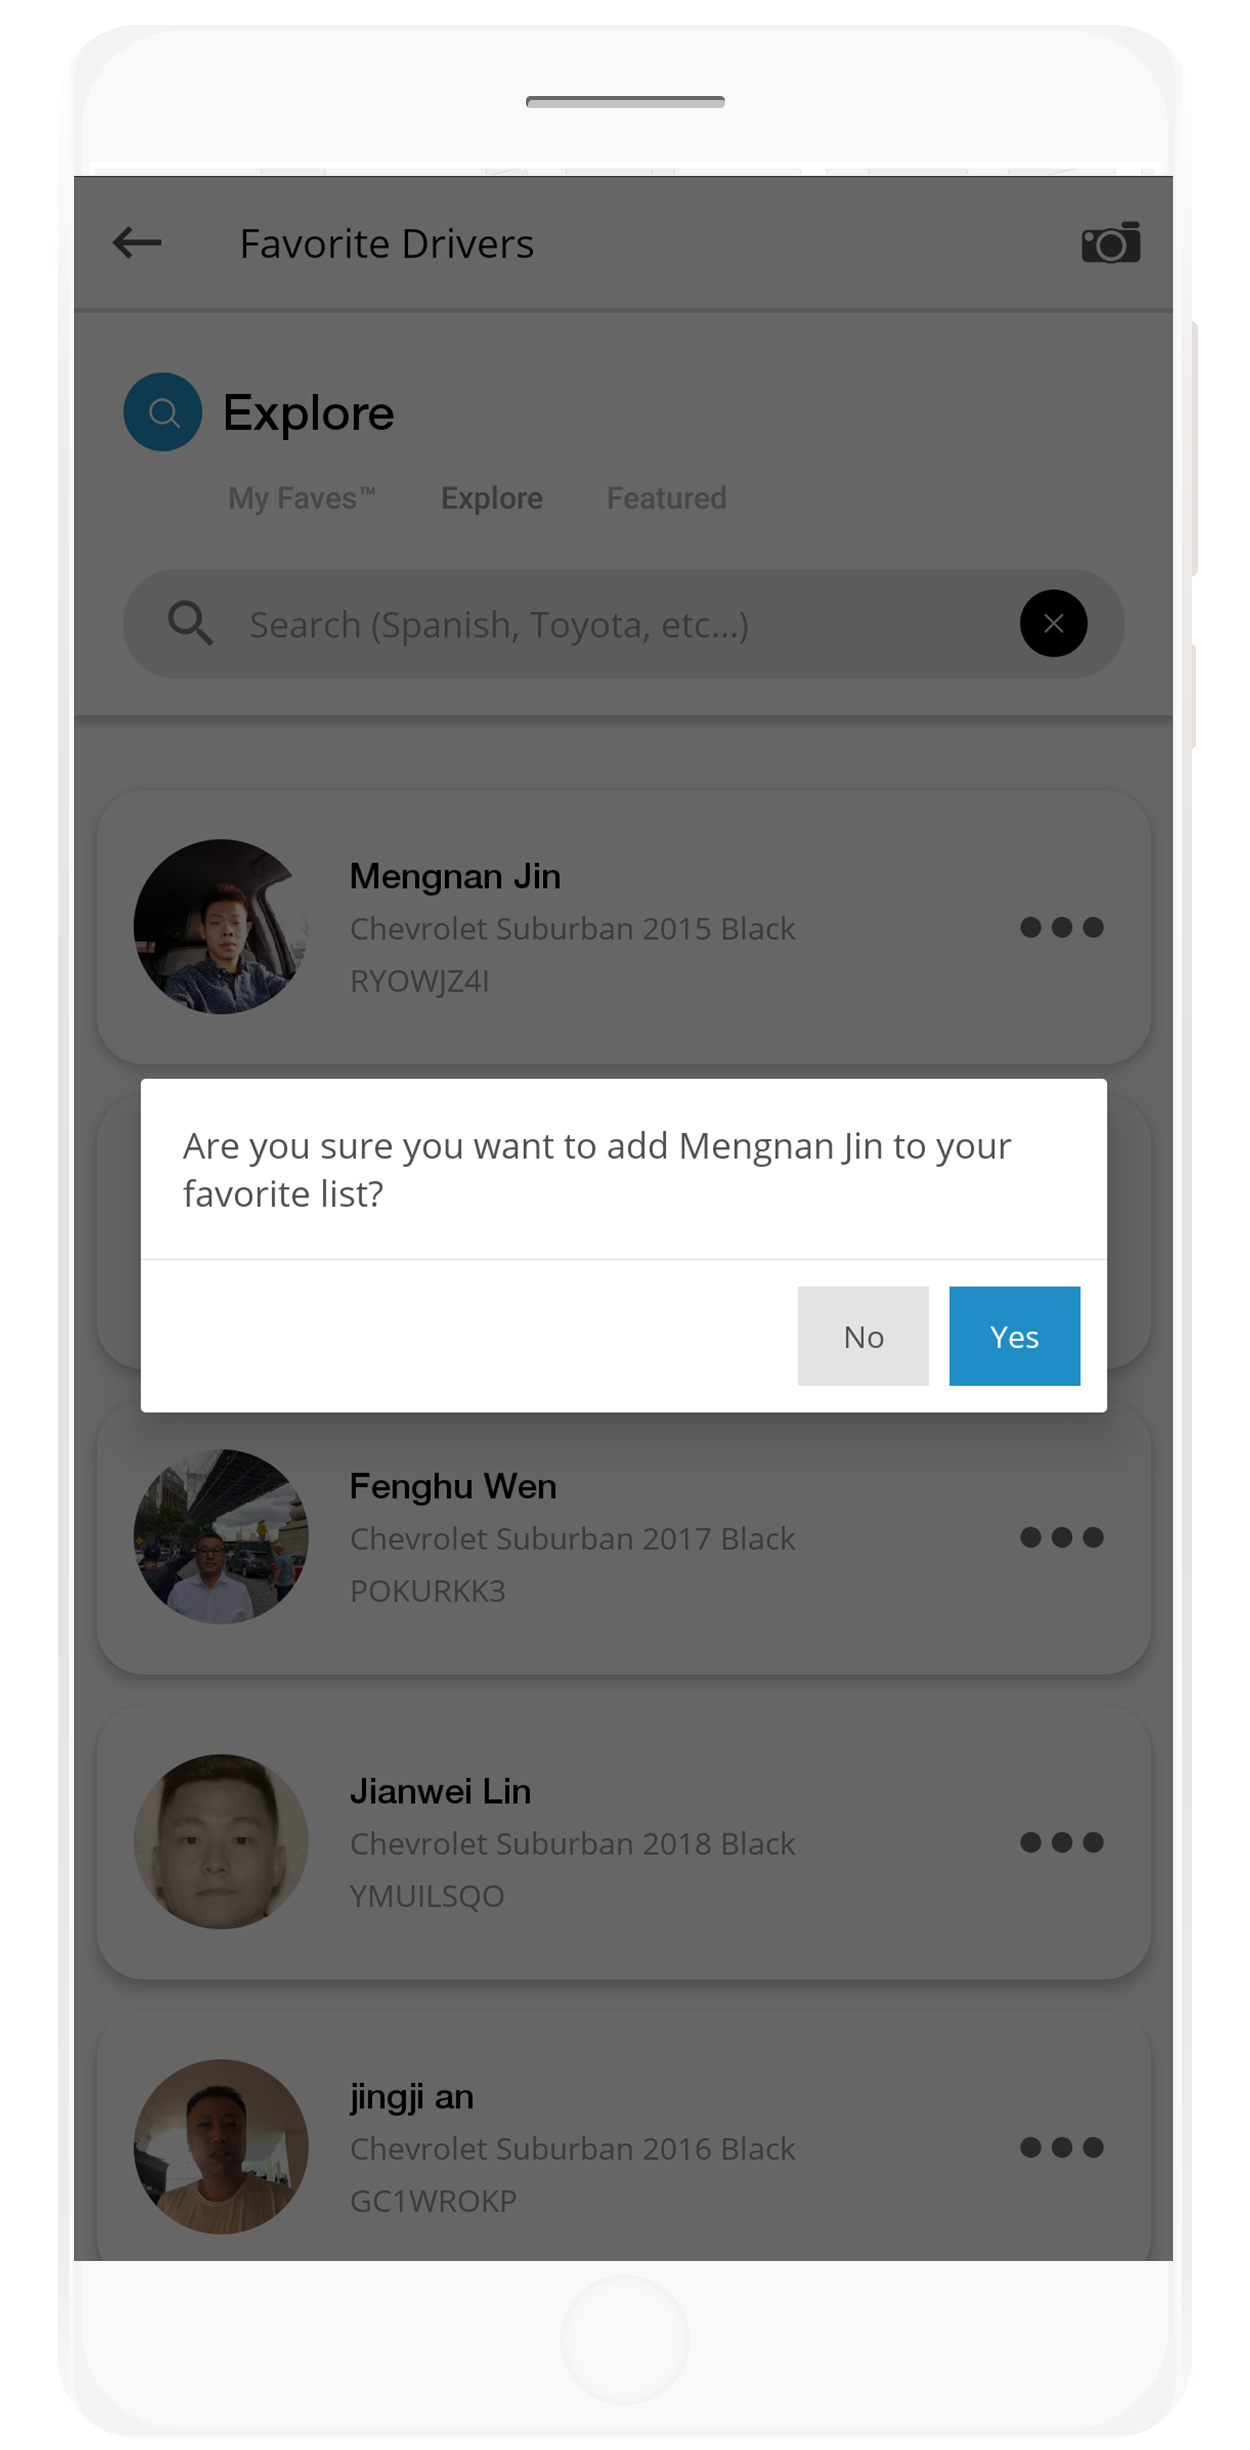 Favorite Drivers
Explore
My Faves™ Explore Featured
Search (Spanish, Toyota, etc...)
Mengnan Jin
Chevrolet Suburban 2015 Black
RYOWJZ4I
Are you sure you want to add Mengnan Jin to your
favorite list?
No Yes
Fenghu Wen
Chevrolet Suburban 2017 Black
POKURKK3
Jianwei Lin
Chevrolet Suburban 2018 Black
YMUILSQO
jingji an
Chevrolet Suburban 2016 Black
GC1WROKP